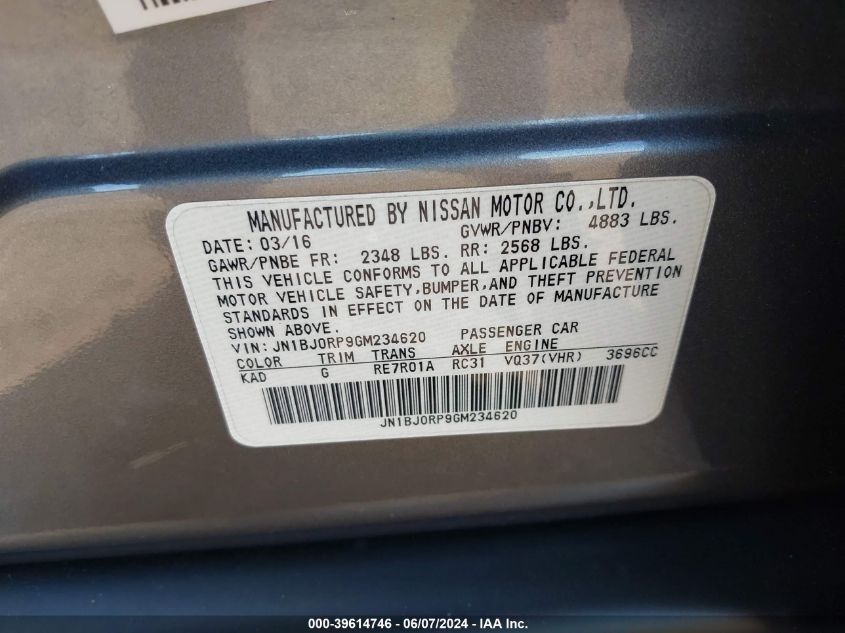 MANUFACTURED BY NISSAN MOTOR CO.,LTD.
DATE: 03/16 GVWR/PNBV: 4883 LBS.
GAWR/PNBE FR: 2348 LBS. RR: 2568 LBS.
THIS VEHICLE CONFORMS TO ALL APPLICABLE FEDERAL
MOTOR VEHICLE SAFETY,BUMPER,AND THEFT PREVENTION
STANDARDS IN EFFECT ON THE DATE OF MANUFACTURE
SHOWN ABOVE.
VIN: JN1BJ0RP9GM234620 PASSENGER CAR
COLOR TRIM TRANS AXLE ENGINE
KAD G RE7R01A RC31 VQ37(VHR) 3696CC
JN1BJ0RP9GM234620
000-39614746 - 06/07/2024 - IAA Inc.